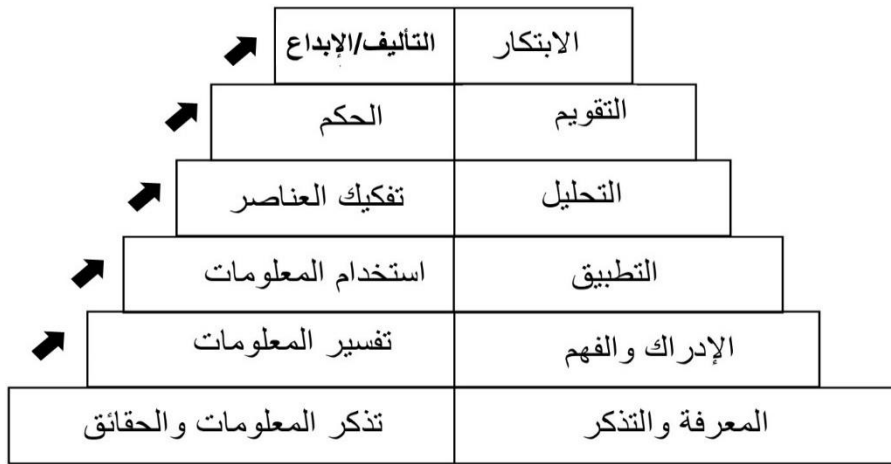 الابتكار التأليف/الإبداع
التقويم الحكم
التحليل تفكيك العناصر
التطبيق استخدام المعلومات
الإدراك والفهم تفسير المعلومات
المعرفة والتذكر تذكر المعلومات والحقائق